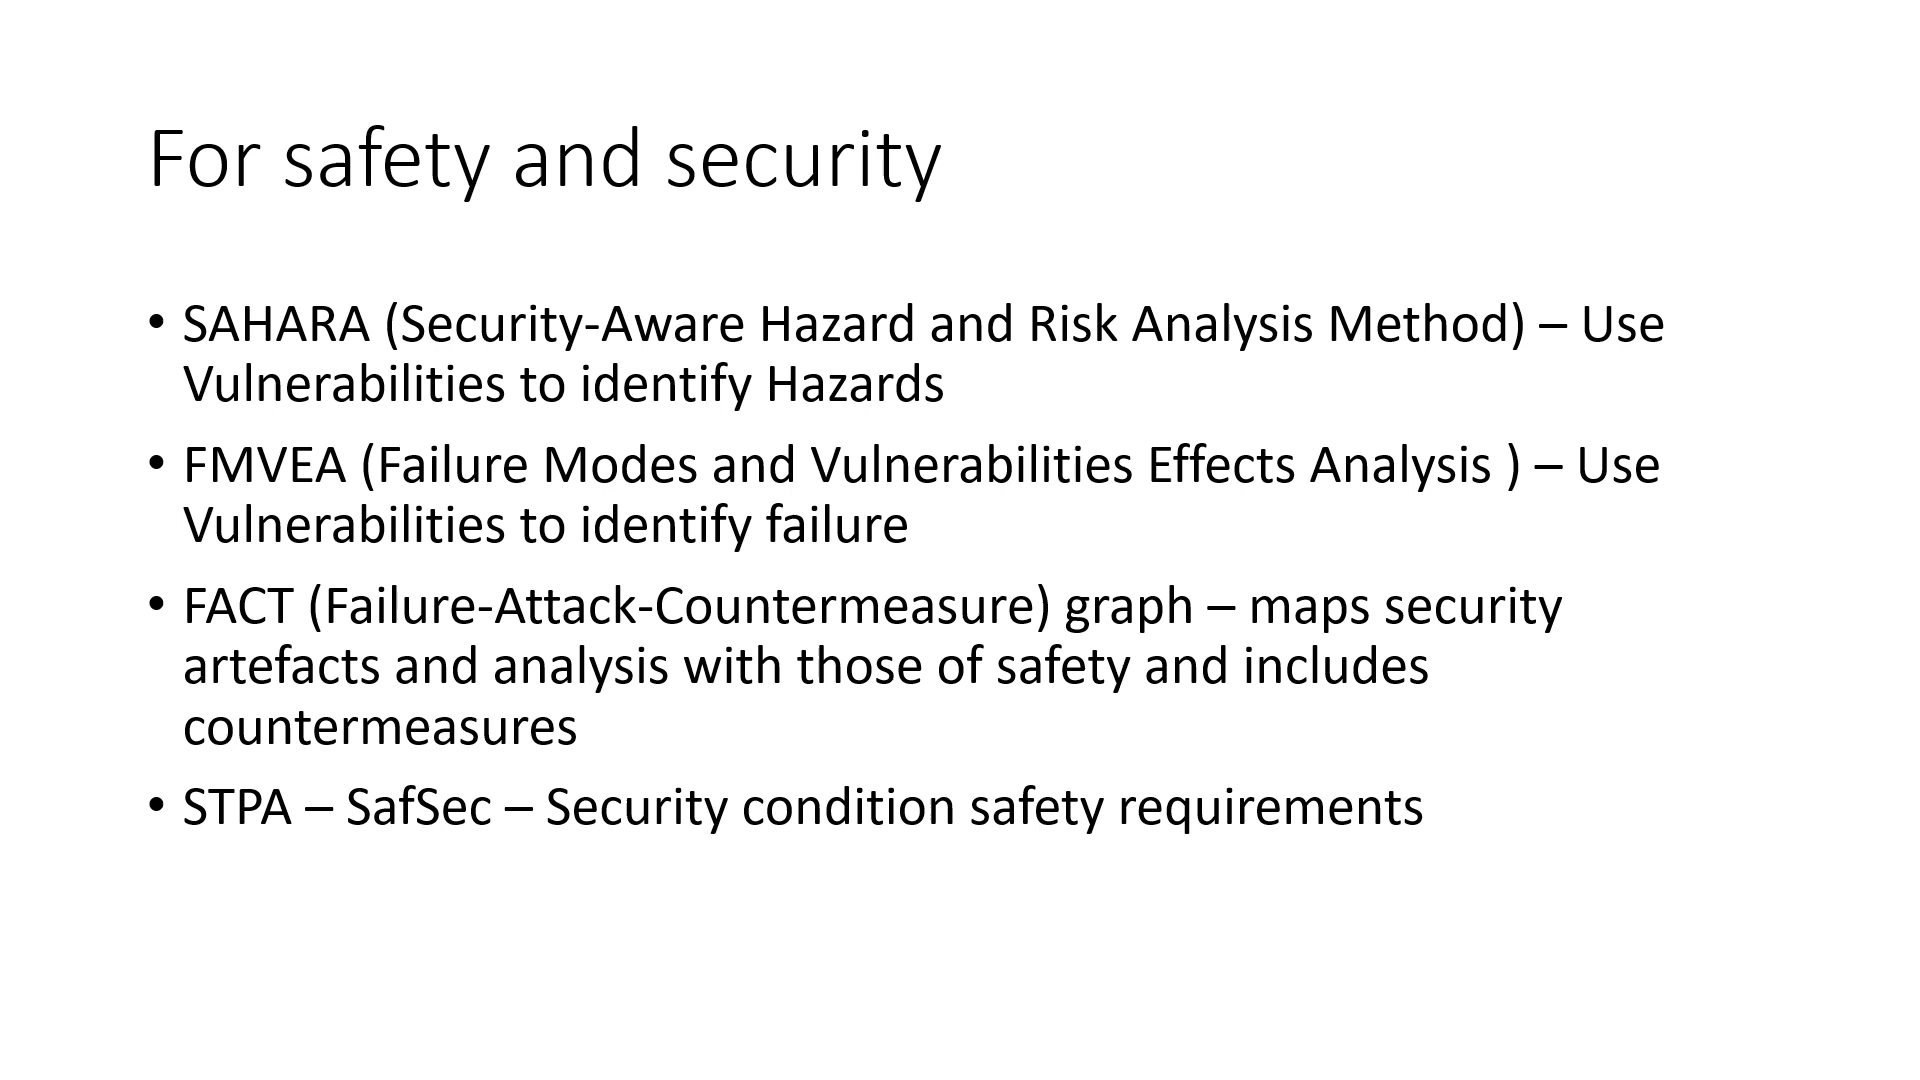 For safety and security
• SAHARA (Security-Aware Hazard and Risk Analysis Method) – Use
Vulnerabilities to identify Hazards
• FMVEA (Failure Modes and Vulnerabilities Effects Analysis ) – Use
Vulnerabilities to identify failure
• FACT (Failure-Attack-Countermeasure) graph – maps security
artefacts and analysis with those of safety and includes
countermeasures
• STPA – SafSec – Security condition safety requirements